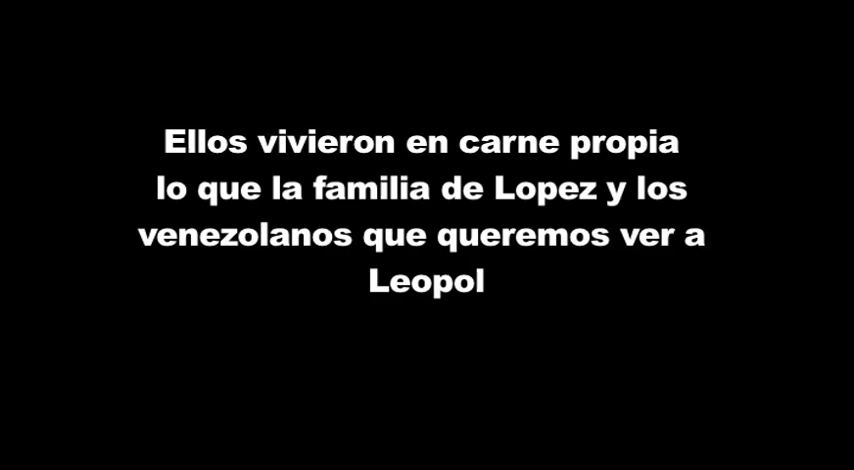 Ellos vivieron en carne propia
lo que la familia de Lopez y los
venezolanos que queremos ver a
Leopol